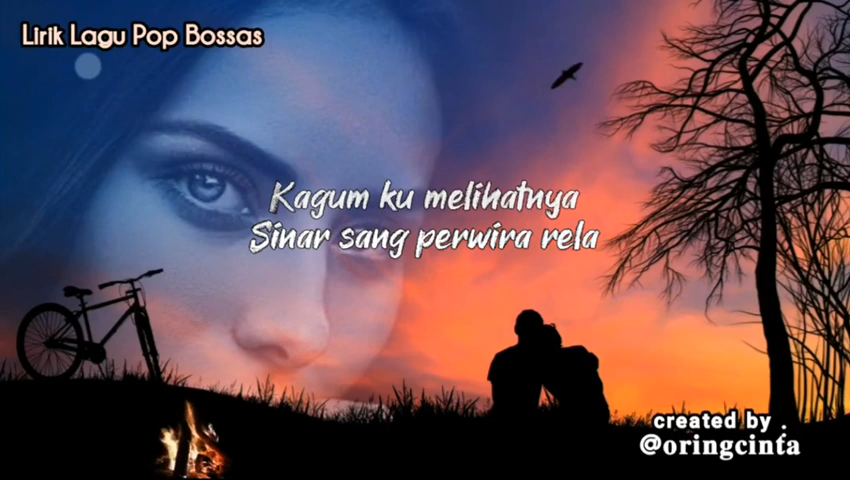 Lirik Lagu Pop Bossas
Kagum ku melihatnya
Sinar sang perwira rela
created by .
@oringcinta